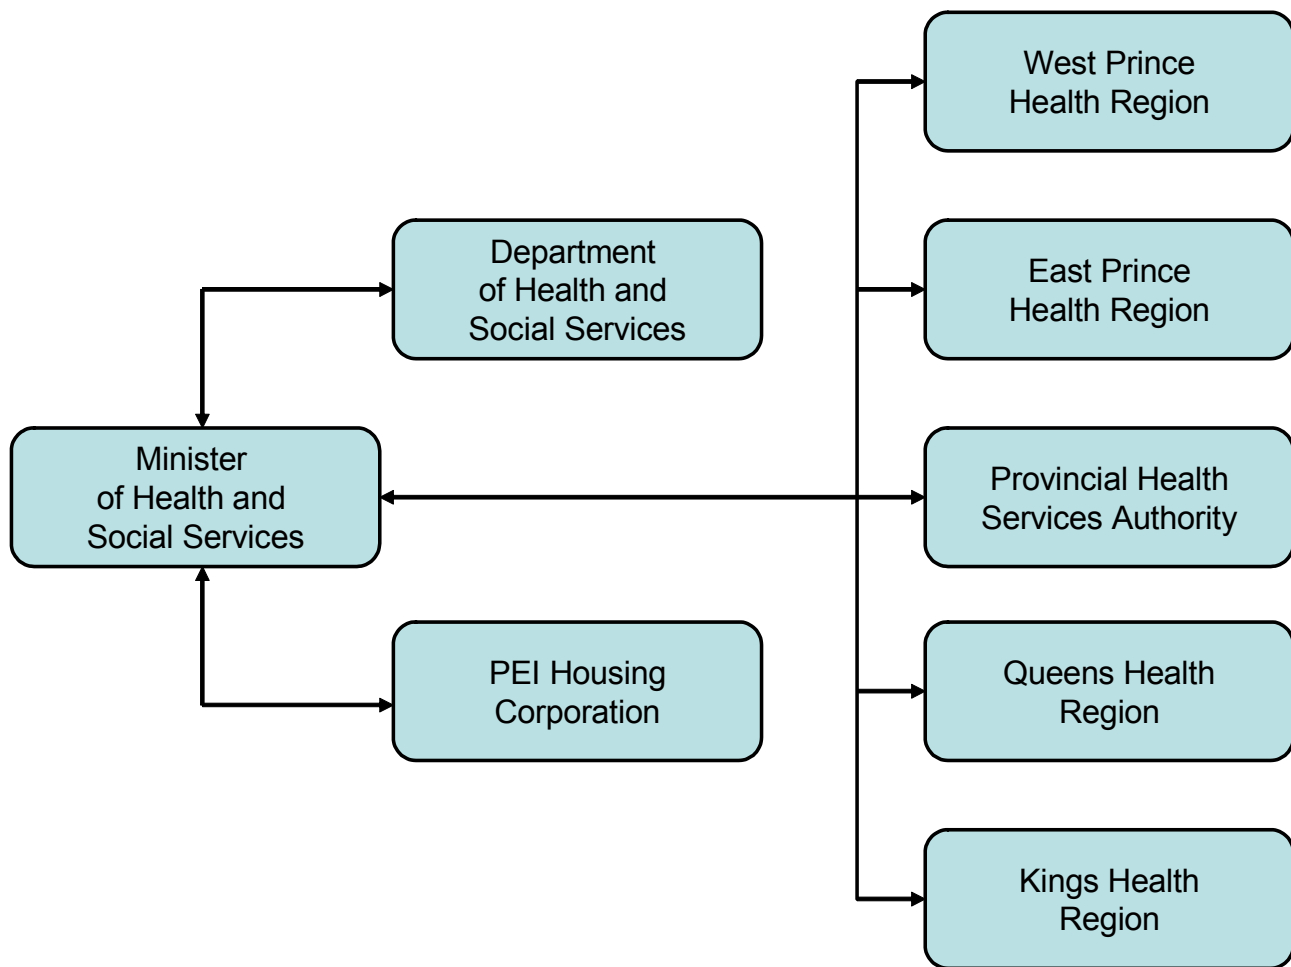 West Prince
Health Region
Department
of Health and
Social Services
East Prince
Health Region
Minister
of Health and
Social Services
Provincial Health
Services Authority
PEI Housing
Corporation
Queens Health
Region
Kings Health
Region